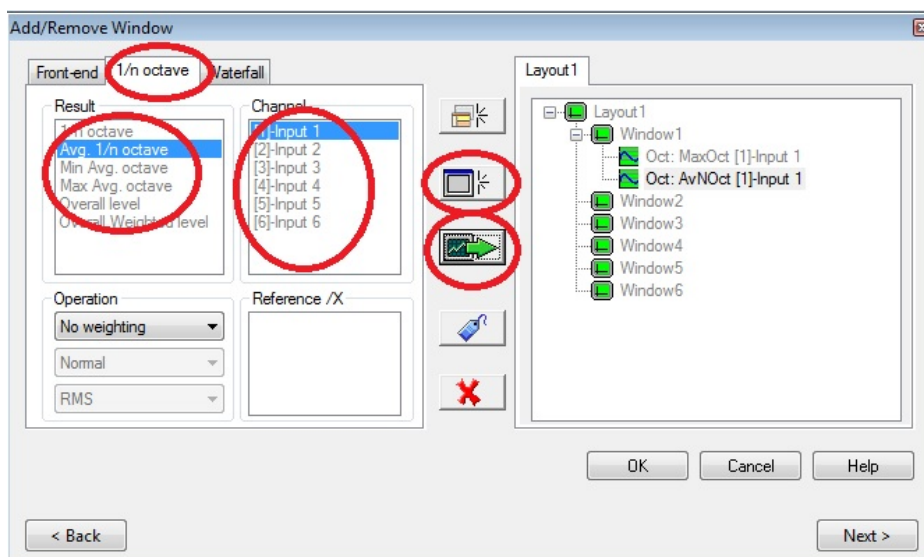 Add/Remove Window
Front-end
1/n octave
Waterfall
Result
1/n octave
Avg. 1/n octave
Min Avg. octave
Max Avg. octave
Overall level
Overall Weighted level
Channel
[1]-Input 1
[2]-Input 2
[3]-Input 3
[4]-Input 4
[5]-Input 5
[6]-Input 6
Operation
No weighting
Normal
RMS
Reference /X
Layout1
Layout1
Window1
Oct: MaxOct [1]-Input 1
Oct: AvNOct [1]-Input 1
Window2
Window3
Window4
Window5
Window6
OK
Cancel
Help
< Back
Next >